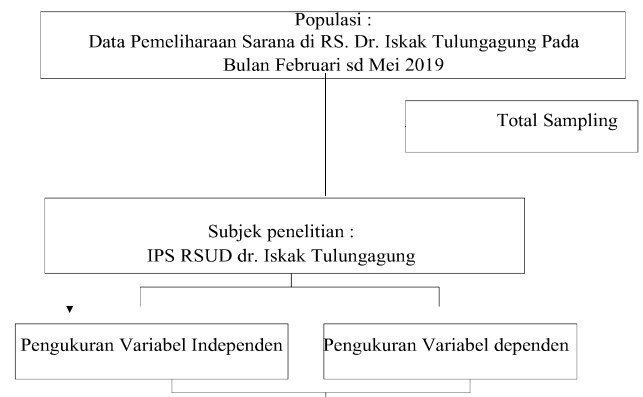 Populasi :
Data Pemeliharaan Sarana di RS. Dr. Iskak Tulungagung Pada
Bulan Februari sd Mei 2019
Total Sampling
Subjek penelitian :
IPS RSUD dr. Iskak Tulungagung
Pengukuran Variabel Independen
Pengukuran Variabel dependen